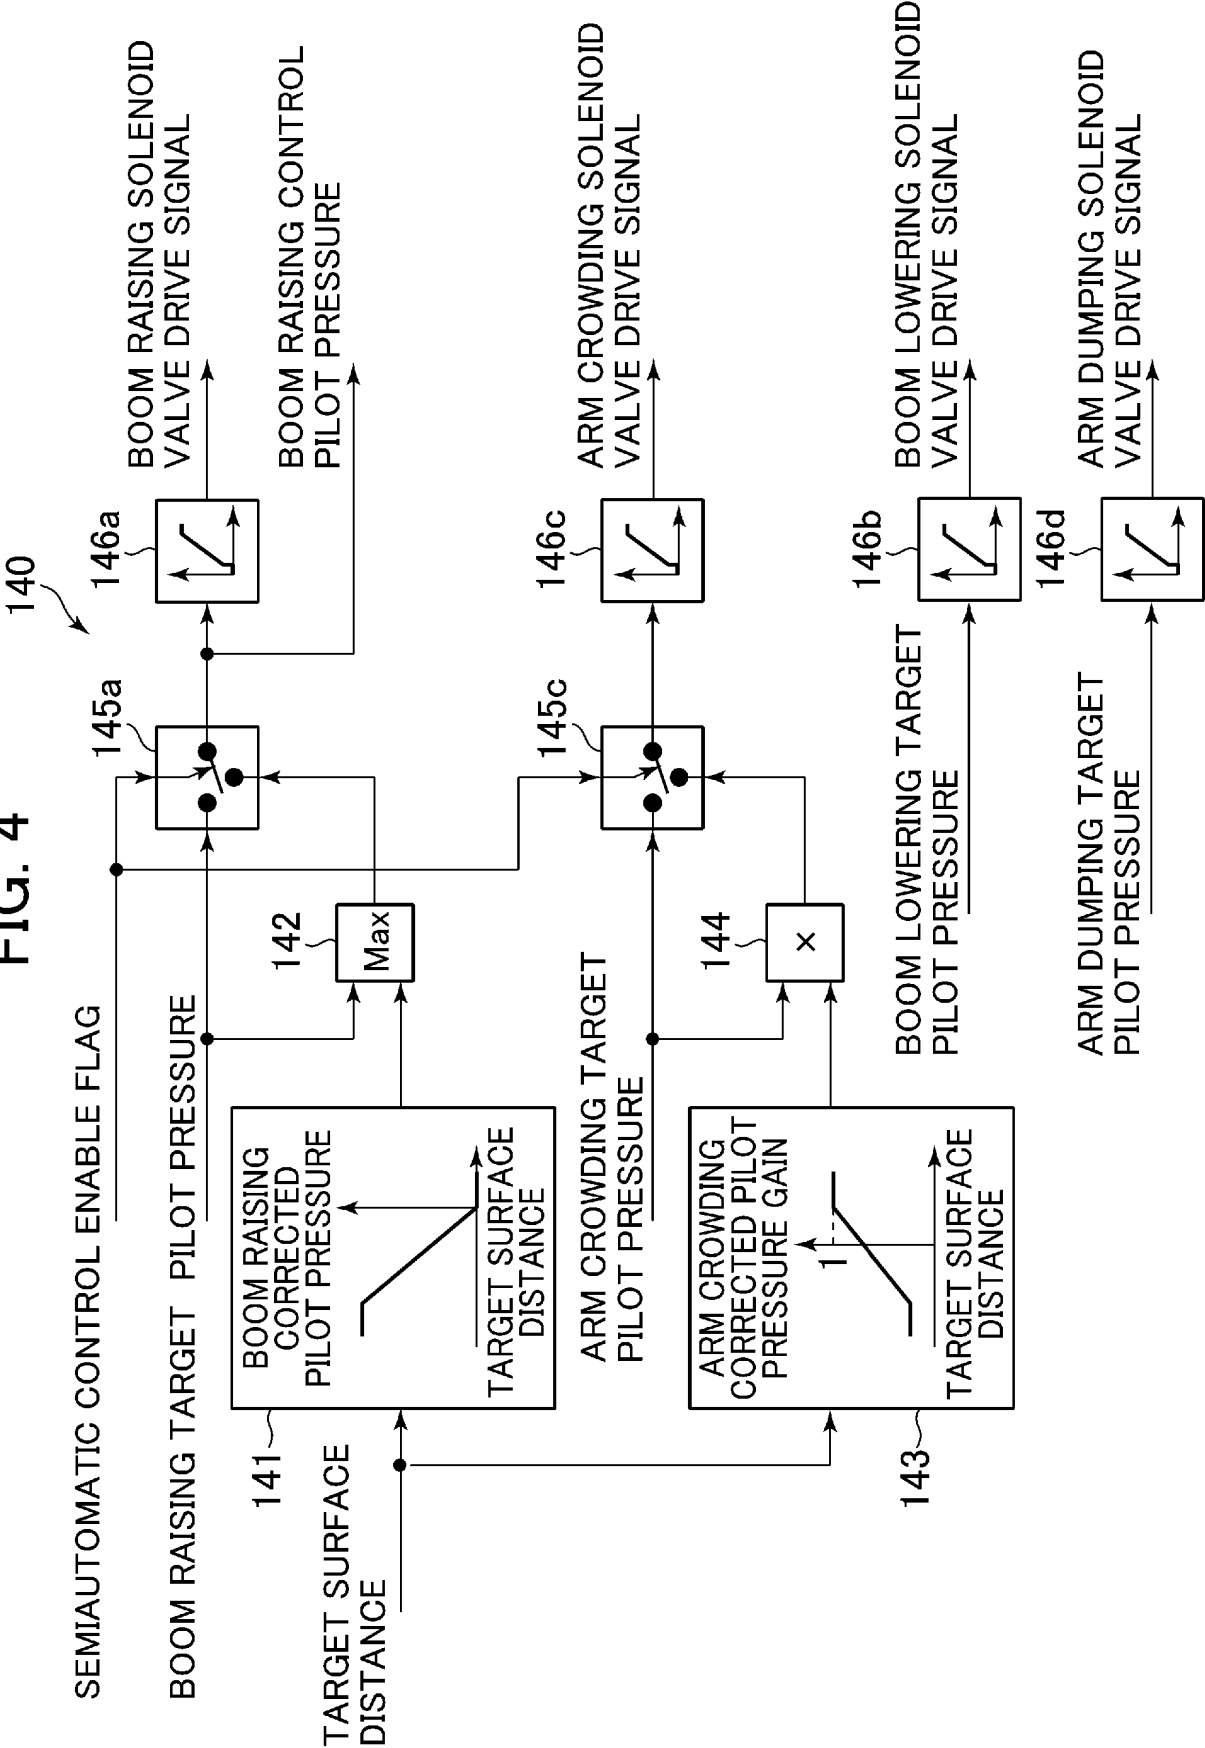 FIG. 4
140
SEMIAUTOMATIC CONTROL ENABLE FLAG
BOOM RAISING TARGET PILOT PRESSURE
TARGET SURFACE
DISTANCE
141
BOOM RAISING
CORRECTED
PILOT PRESSURE
TARGET SURFACE
DISTANCE
142
Max
145a
146a
BOOM RAISING SOLENOID
VALVE DRIVE SIGNAL
BOOM RAISING CONTROL
PILOT PRESSURE
ARM CROWDING TARGET
PILOT PRESSURE
143
ARM CROWDING
CORRECTED PILOT
PRESSURE GAIN
1
TARGET SURFACE
DISTANCE
144
×
145c
146c
ARM CROWDING SOLENOID
VALVE DRIVE SIGNAL
BOOM LOWERING TARGET
PILOT PRESSURE
146b
BOOM LOWERING SOLENOID
VALVE DRIVE SIGNAL
ARM DUMPING TARGET
PILOT PRESSURE
146d
ARM DUMPING SOLENOID
VALVE DRIVE SIGNAL